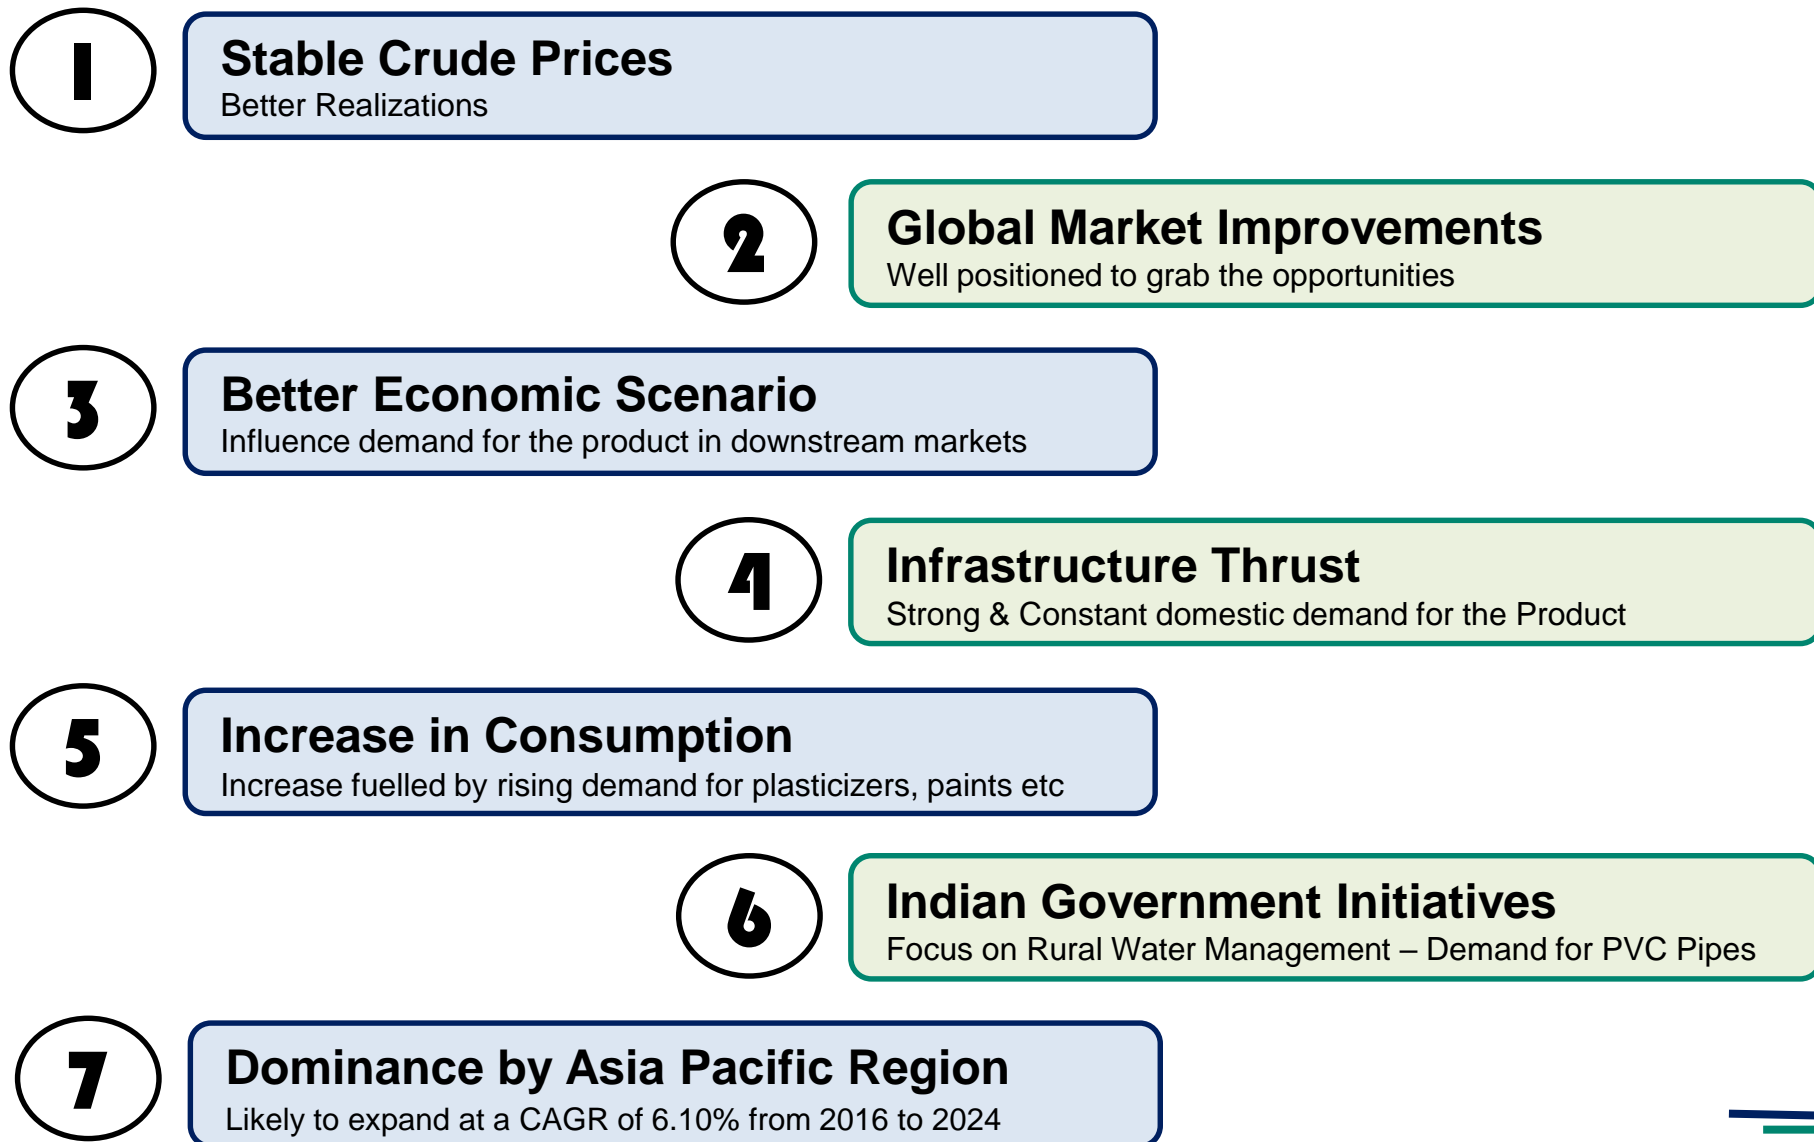 1
Stable Crude Prices
Better Realizations
2
Global Market Improvements
Well positioned to grab the opportunities
3
Better Economic Scenario
Influence demand for the product in downstream markets
4
Infrastructure Thrust
Strong & Constant domestic demand for the Product
5
Increase in Consumption
Increase fuelled by rising demand for plasticizers, paints etc
6
Indian Government Initiatives
Focus on Rural Water Management – Demand for PVC Pipes
7
Dominance by Asia Pacific Region
Likely to expand at a CAGR of 6.10% from 2016 to 2024